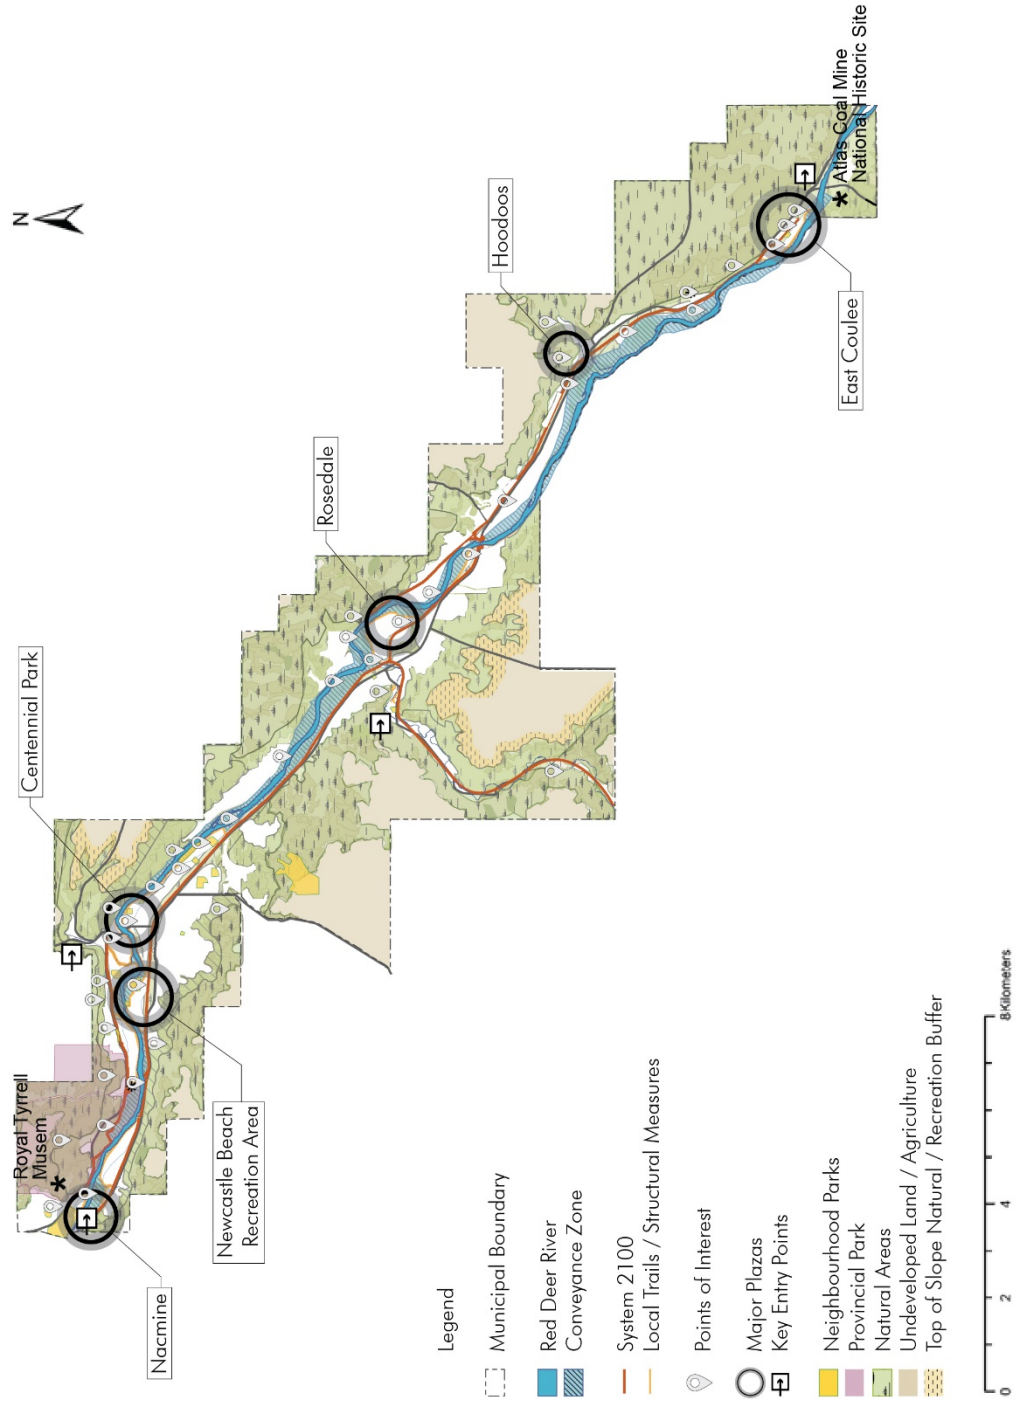 N
Royal Tyrrell
Musem
Nacmine
Newcastle Beach
Recreation Area
Centennial Park
Rosedale
Hoodoos
East Coulee
Atlas Coal Mine
National Historic Site
Legend
Municipal Boundary
Red Deer River
Conveyance Zone
System 2100
Local Trails / Structural Measures
Points of Interest
Major Plazas
Key Entry Points
Neighbourhood Parks
Provincial Park
Natural Areas
Undeveloped Land / Agriculture
Top of Slope Natural / Recreation Buffer
0 1 2 4 8 Kilometers